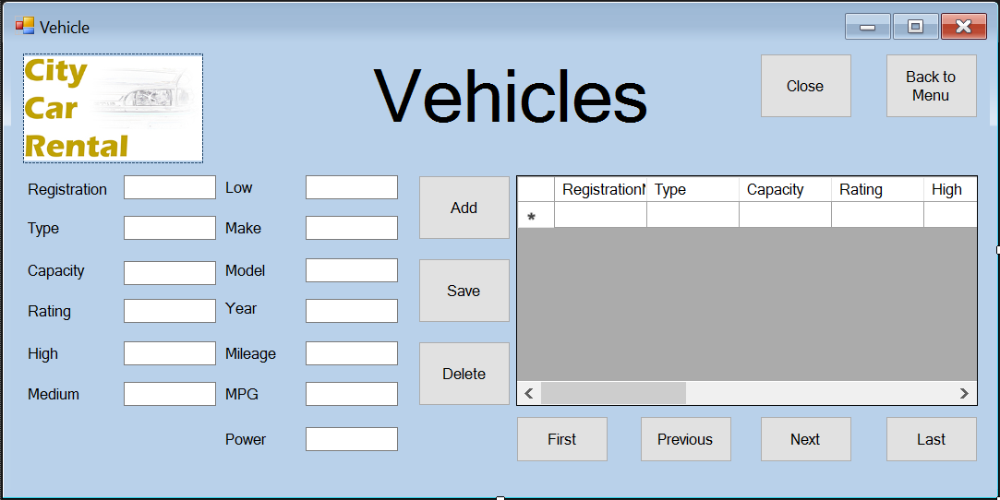 Vehicle
City
Car
Rental
Vehicles
Close
Back to
Menu
Registration
Low
Add
RegistrationN Type Capacity Rating High
*
Type
Make
Capacity
Model
Save
Rating
Year
High
Mileage
Delete
Medium
MPG
Power
First
Previous
Next
Last